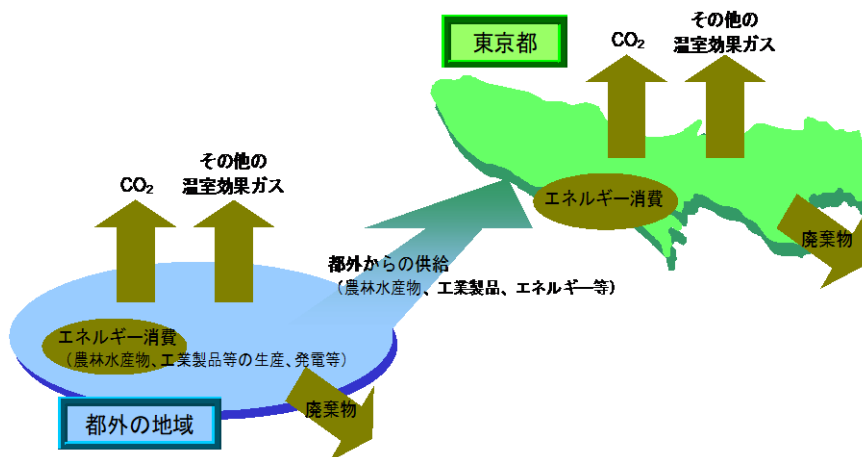 東京都
CO₂
その他の
温室効果ガス
エネルギー消費
廃棄物
都外からの供給
（農林水産物、工業製品、エネルギー等）
CO₂
その他の
温室効果ガス
エネルギー消費
（農林水産物、工業製品等の生産、発電等）
廃棄物
都外の地域